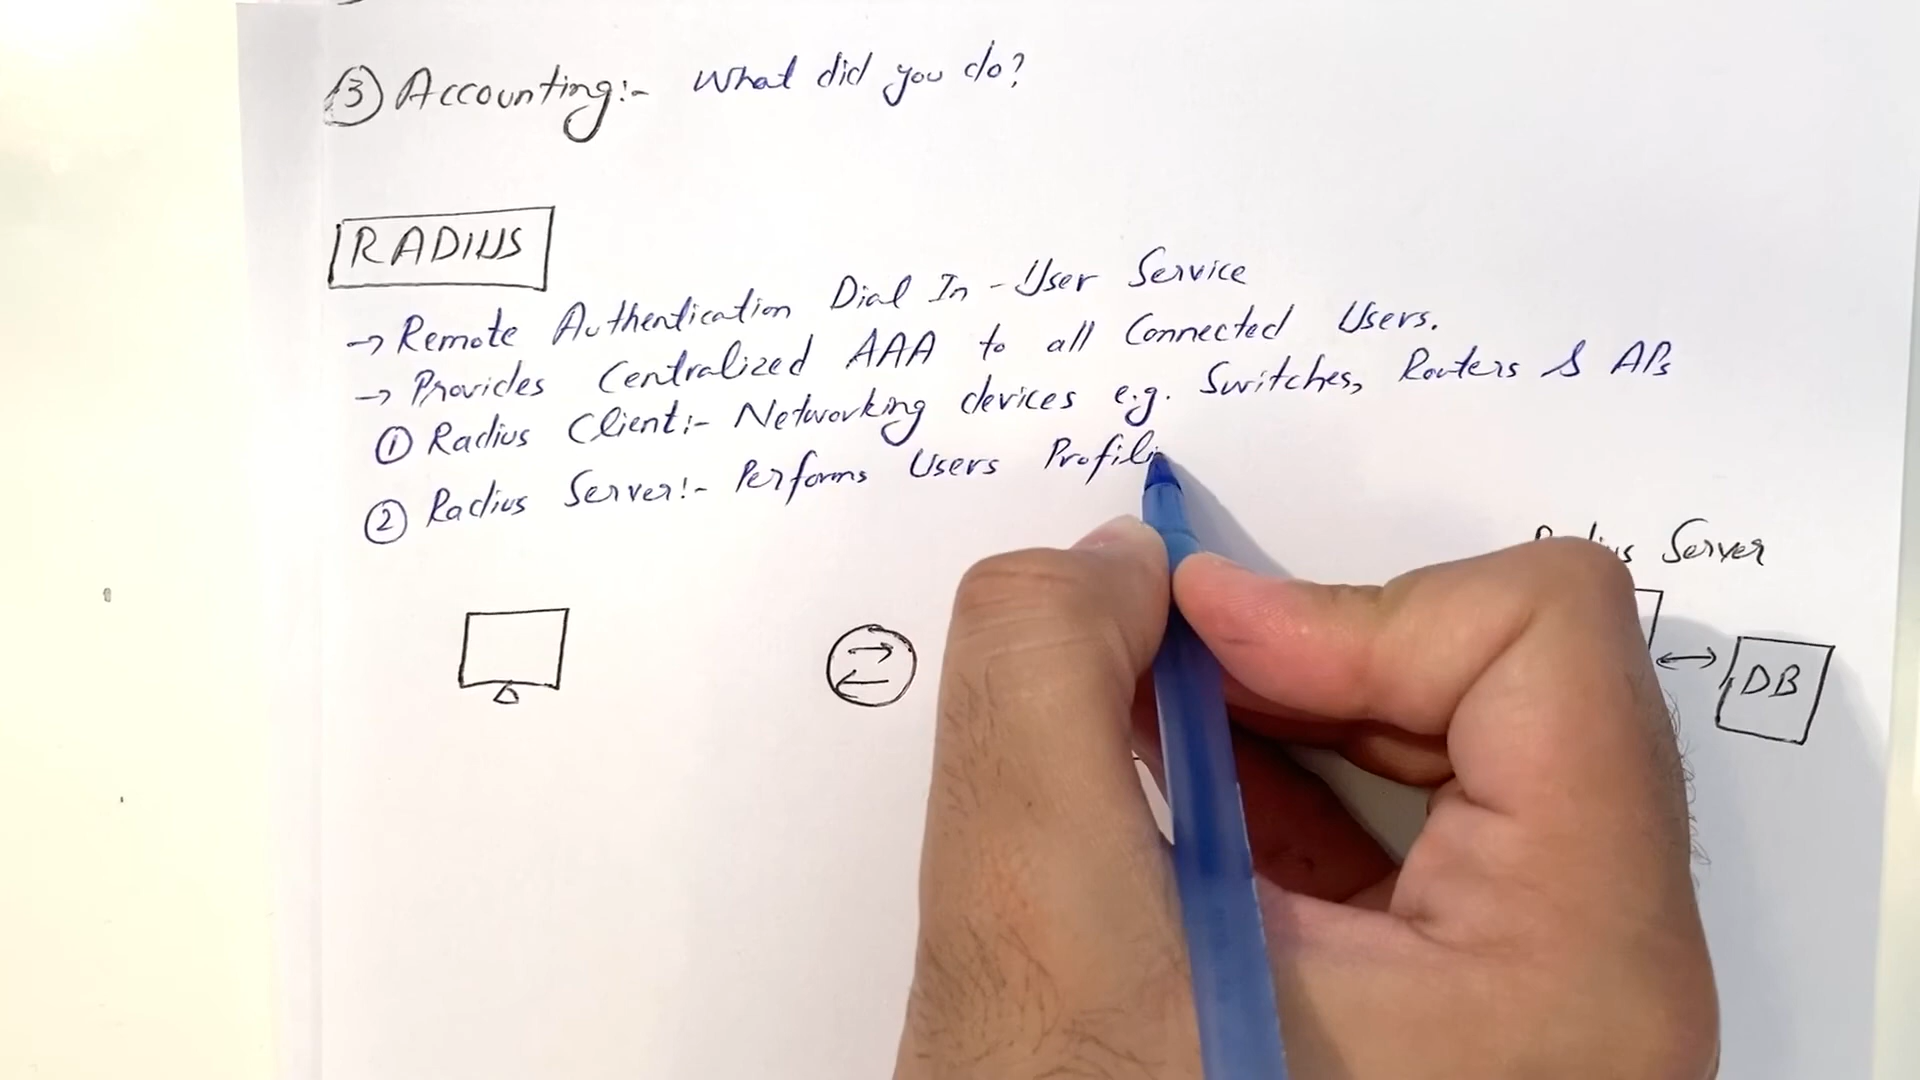 ③ Accounting:- What did you do?
RADIUS
→ Remote Authentication Dial In - User Service
→ Provides Centralized AAA to all Connected Users.
① Radius Client:- Networking devices e.g. Switches, Routers & APs
② Radius Server:- Performs Users Profili
Server
DB